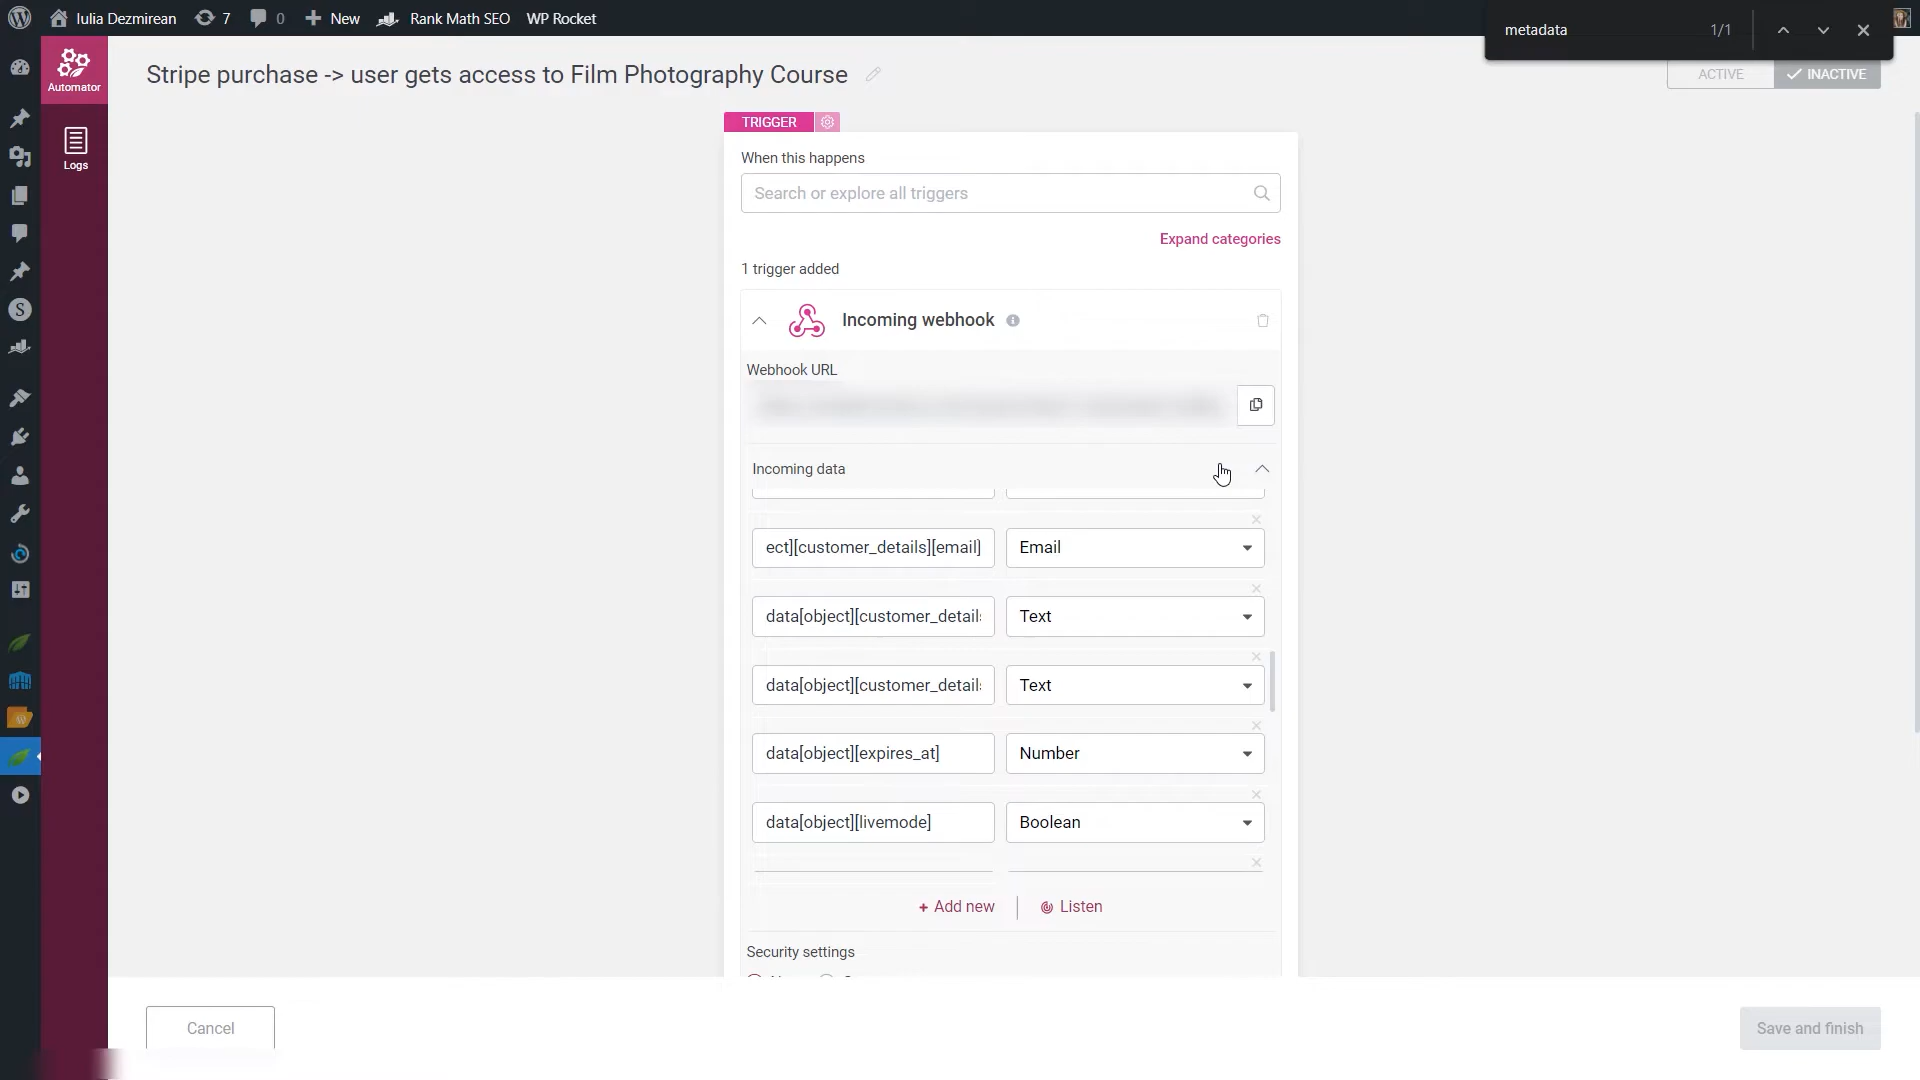 Iulia Dezmirean 7 0 New Rank Math SEO WP Rocket
metadata 1/1
Automator
Logs
Stripe purchase -> user gets access to Film Photography Course
ACTIVE INACTIVE
TRIGGER
When this happens
Search or explore all triggers
Expand categories
1 trigger added
Incoming webhook
Webhook URL
Incoming data
ect][customer_details][email] Email
data[object][customer_details Text
data[object][customer_details Text
data[object][expires_at] Number
data[object][livemode] Boolean
+ Add new Listen
Security settings
Cancel Save and finish